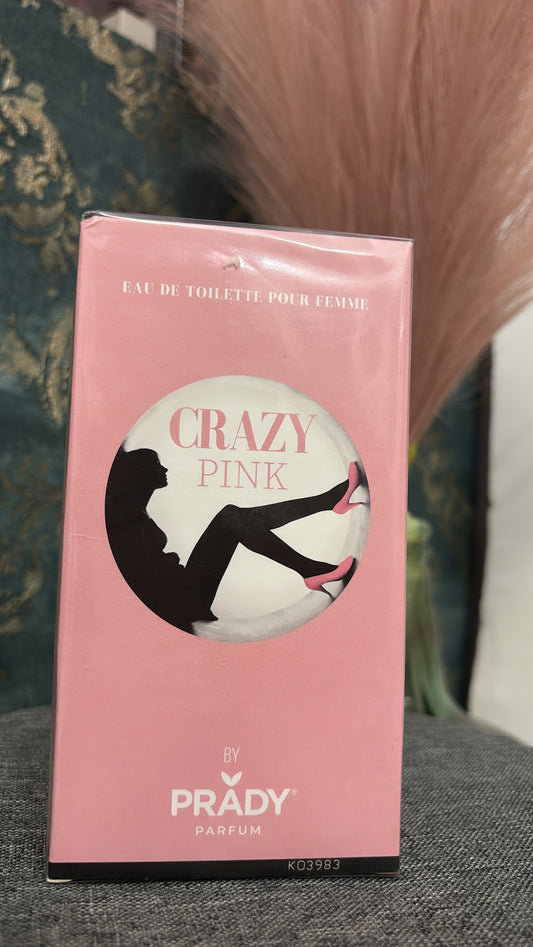 EAU DE TOILETTE POUR FEMME
CRAZY
PINK
BY
PRADY®
PARFUM
K03983